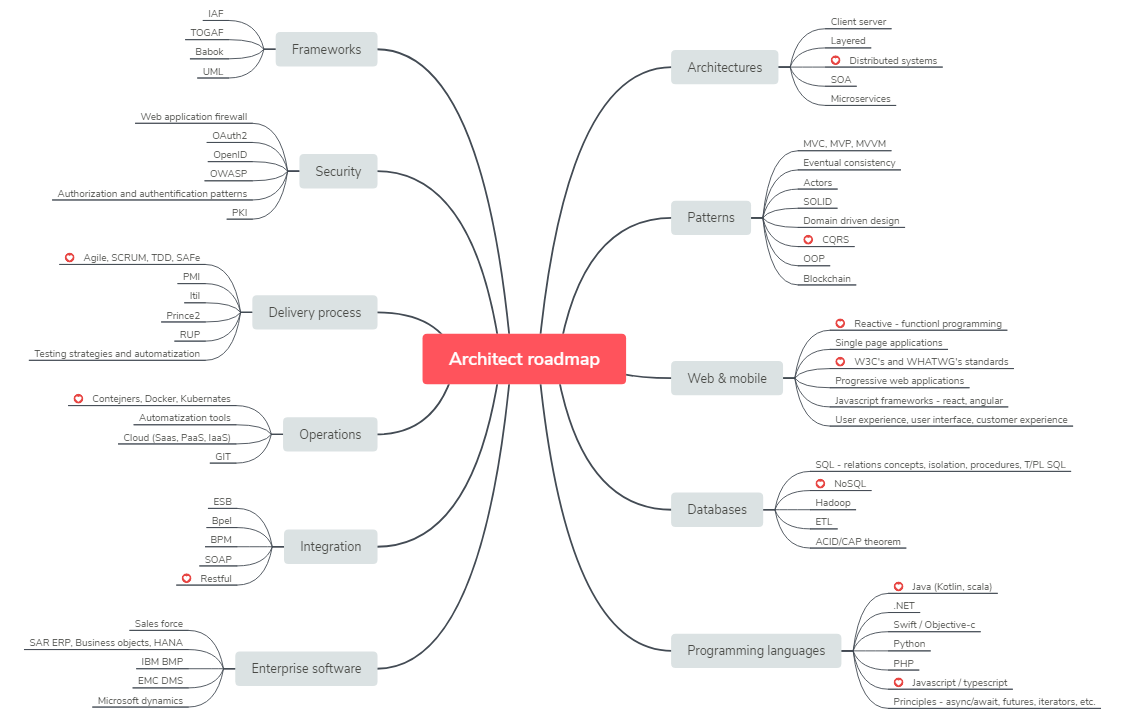 Architect roadmap
Frameworks
IAF
TOGAF
Babok
UML
Security
Web application firewall
OAuth2
OpenID
OWASP
Authorization and authentification patterns
PKI
Delivery process
Agile, SCRUM, TDD, SAFe
PMI
Itil
Prince2
RUP
Testing strategies and automatization
Operations
Contejners, Docker, Kubernates
Automatization tools
Cloud (Saas, PaaS, IaaS)
GIT
Integration
ESB
Bpel
BPM
SOAP
Restful
Enterprise software
Sales force
SAR ERP, Business objects, HANA
IBM BMP
EMC DMS
Microsoft dynamics
Architectures
Client server
Layered
Distributed systems
SOA
Microservices
Patterns
MVC, MVP, MVVM
Eventual consistency
Actors
SOLID
Domain driven design
CQRS
OOP
Blockchain
Web & mobile
Reactive - functionl programming
Single page applications
W3C's and WHATWG's standards
Progressive web applications
Javascript frameworks - react, angular
User experience, user interface, customer experience
Databases
SQL - relations concepts, isolation, procedures, T/PL SQL
NoSQL
Hadoop
ETL
ACID/CAP theorem
Programming languages
Java (Kotlin, scala)
.NET
Swift / Objective-c
Python
PHP
Javascript / typescript
Principles - async/await, futures, iterators, etc.